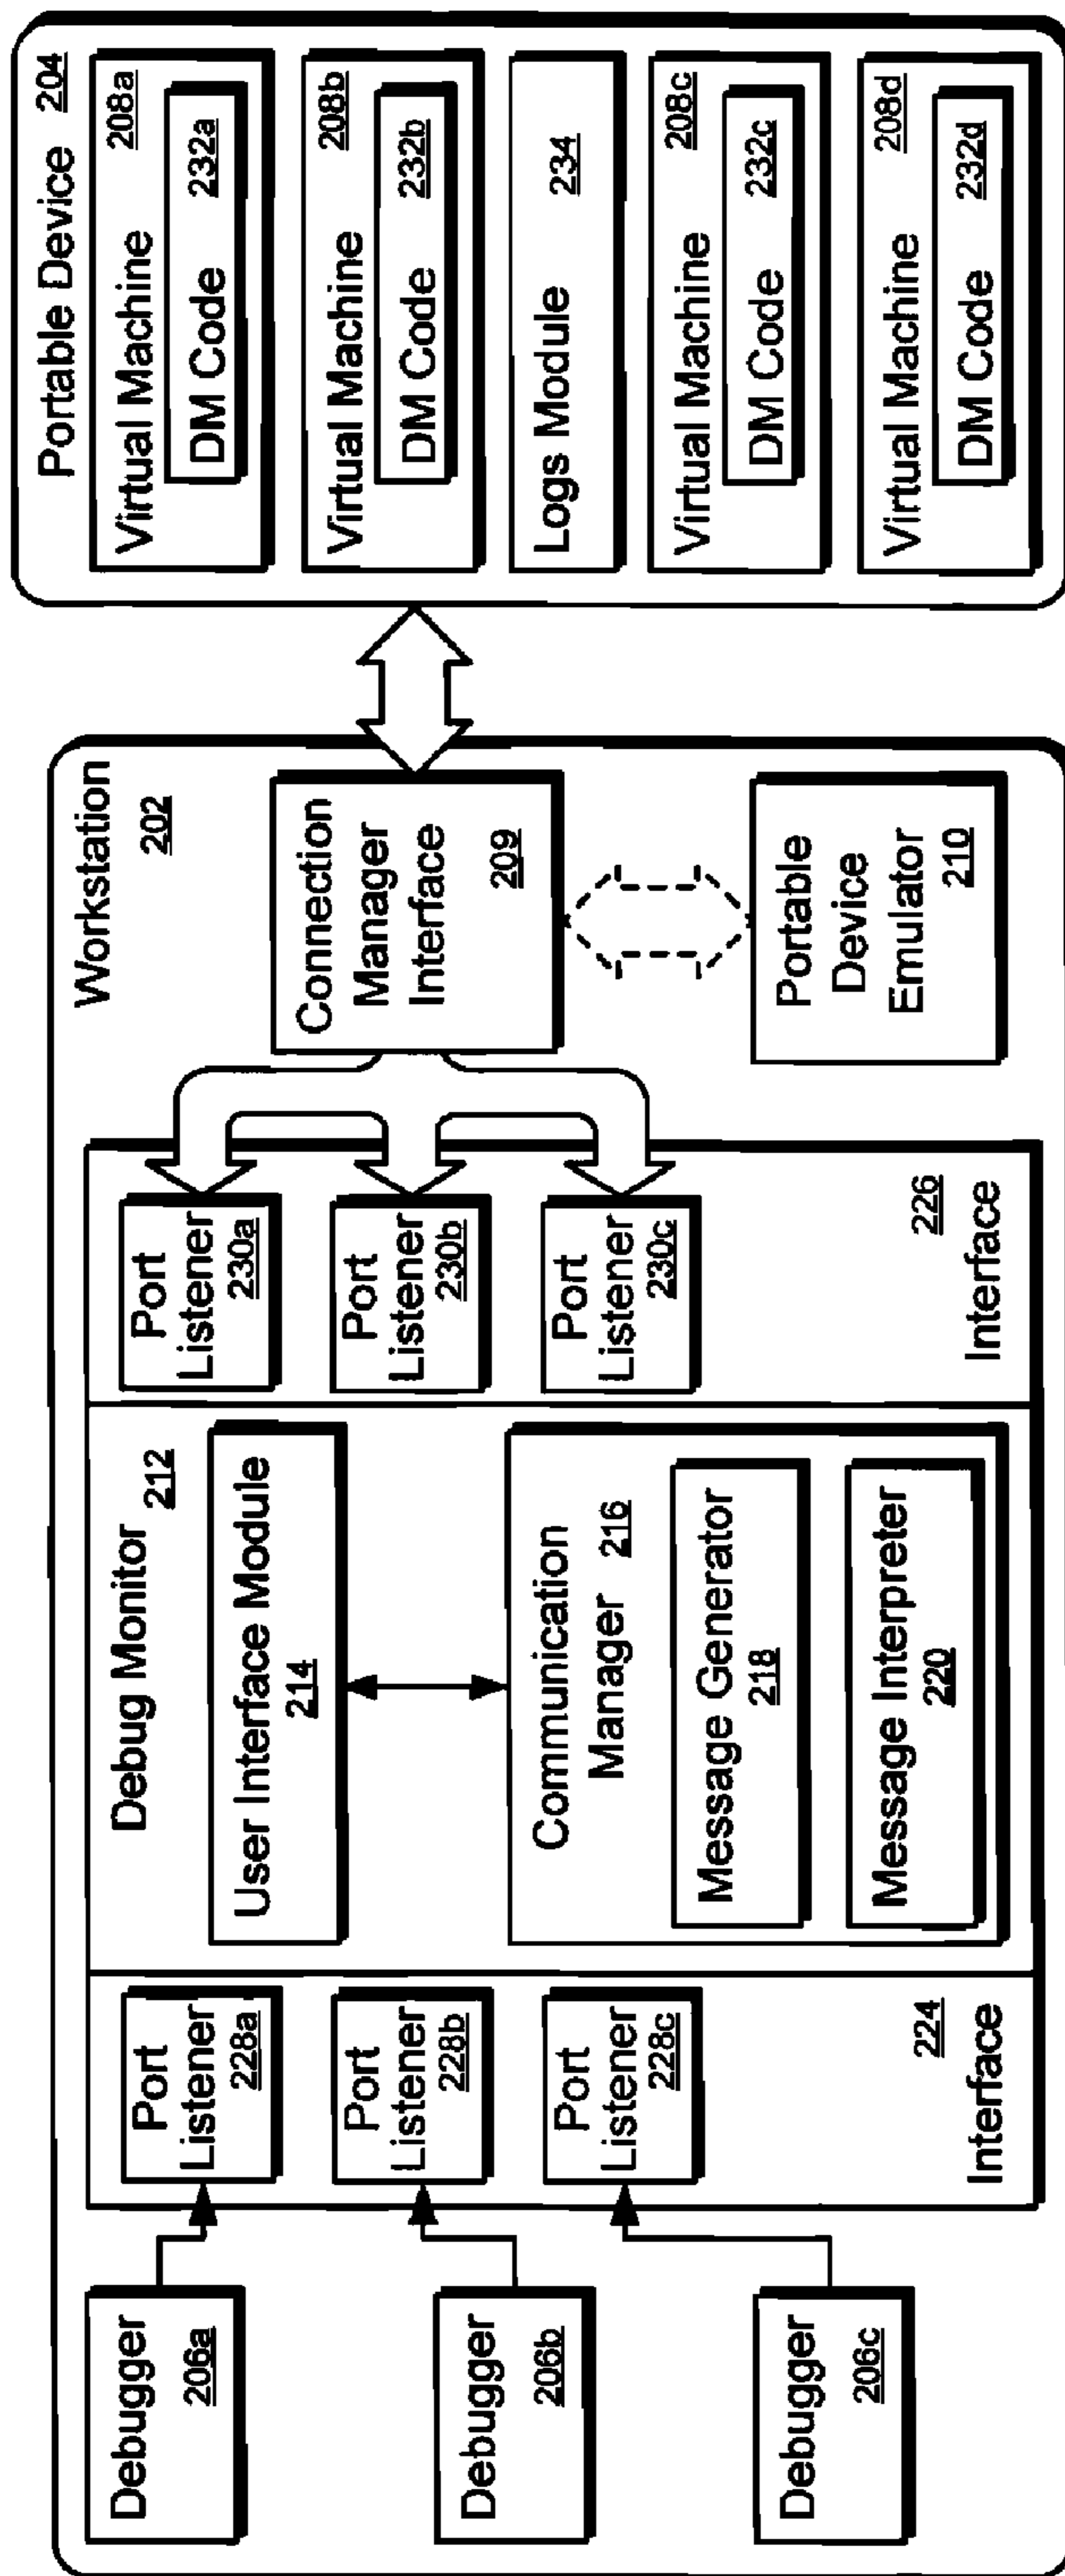 Workstation
202
Debugger
206a
Debugger
206b
Debugger
206c
Port
Listener
228a
Port
Listener
228b
Port
Listener
228c
224
Interface
Debug Monitor 212
User Interface Module
214
Communication
Manager 216
Message Generator
218
Message Interpreter
220
Port
Listener
230a
Port
Listener
230b
Port
Listener
230c
226
Interface
Connection
Manager
Interface
209
Portable
Device
Emulator
210
Portable Device 204
Virtual Machine 208a
DM Code 232a
Virtual Machine 208b
DM Code 232b
Logs Module 234
Virtual Machine 208c
DM Code 232c
Virtual Machine 208d
DM Code 232d